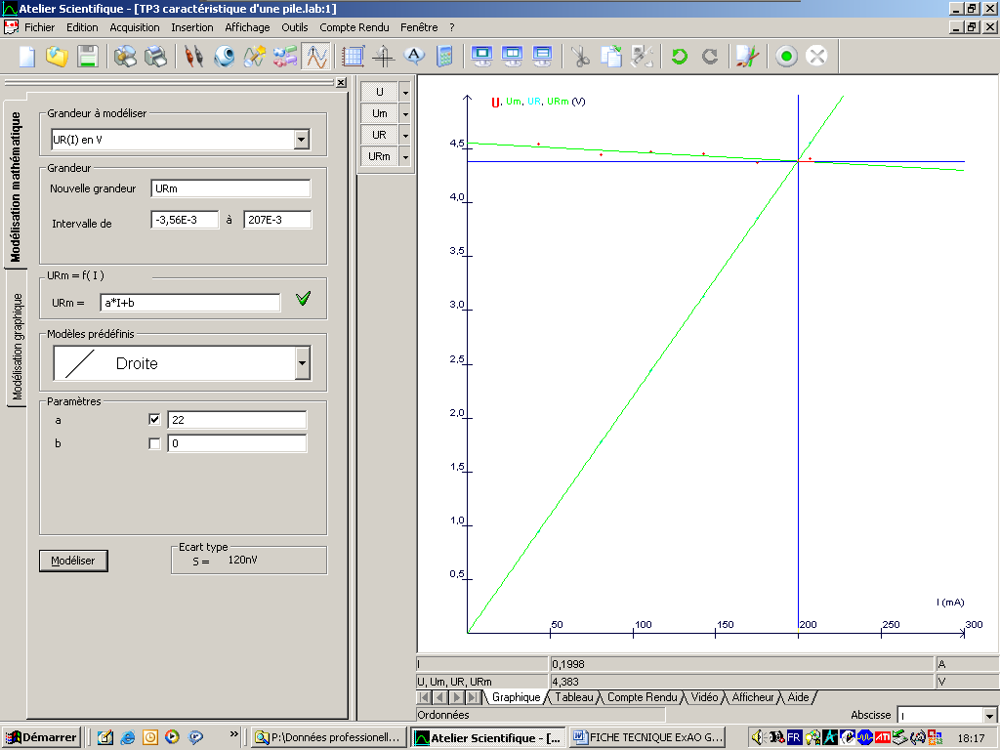 Atelier Scientifique - [TP3 caractéristique d'une pile.lab:1]
Fichier Edition Acquisition Insertion Affichage Outils Compte Rendu Fenêtre ?
Modélisation mathématique
Modélisation graphique
Grandeur à modéliser
UR(I) en V
Grandeur
Nouvelle grandeur URm
Intervalle de -3,56E-3 à 207E-3
URm = f( I )
URm = a*I+b
Modèles prédéfinis
Droite
Paramètres
a 22
b 0
Modéliser
Ecart type
S = 120nV
U
Um
UR
URm
U, Um, UR, URm (V)
4,5
4,0
3,5
3,0
2,5
2,0
1,5
1,0
0,5
I (mA)
50 100 150 200 250 300
I 0,1998 A
U, Um, UR, URm 4,383 V
Graphique Tableau Compte Rendu Vidéo Afficheur Aide
Ordonnées Abscisse I
Démarrer P:\Données professionell... Atelier Scientifique - [... FICHE TECHNIQUE ExAO G... FR ATI 18:17